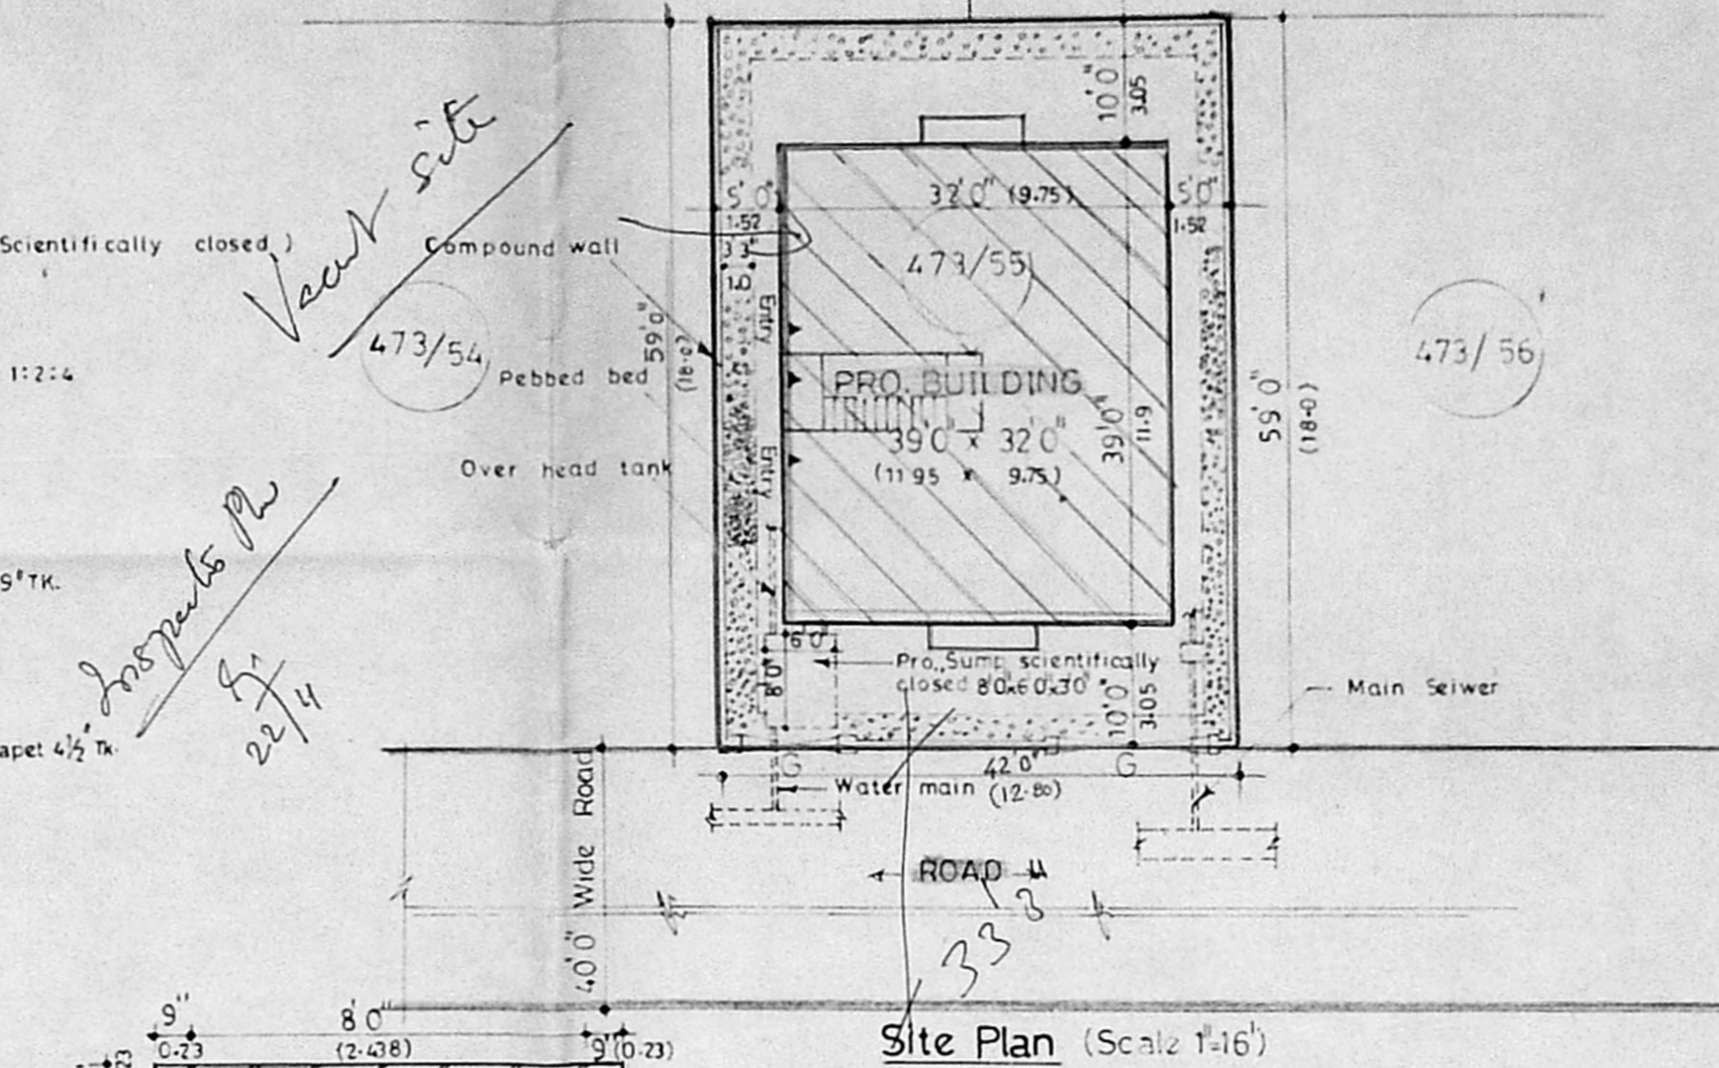 10'0"
3.05
Vacant site
5'0"
32'0" (9.75)
5'0"
1.52
1.52
Scientifically closed)
Compound wall
3'3"
1.0
473/55
Entry
59'0"
(18.0)
473/54
473/56
1:2:4
Pebbed bed
PRO. BUILDING
39'0" x 32'0"
(11.95 x 9.75)
39'0"
11.9
59'0"
(18.0)
Over head tank
Entry
9" TK.
22/4
6'0"
8'0"
Pro., Sump scientifically
closed 8'0"x6'0"x3'0"
10'0"
3.05
Main Seiwer
apet 4½" Tk.
G
42'0"
G
Water main (12.80)
40'0" Wide Road
ROAD
333
9"
8'0"
0.23
(2.438)
9"(0.23)
Site Plan (Scale 1"=16')